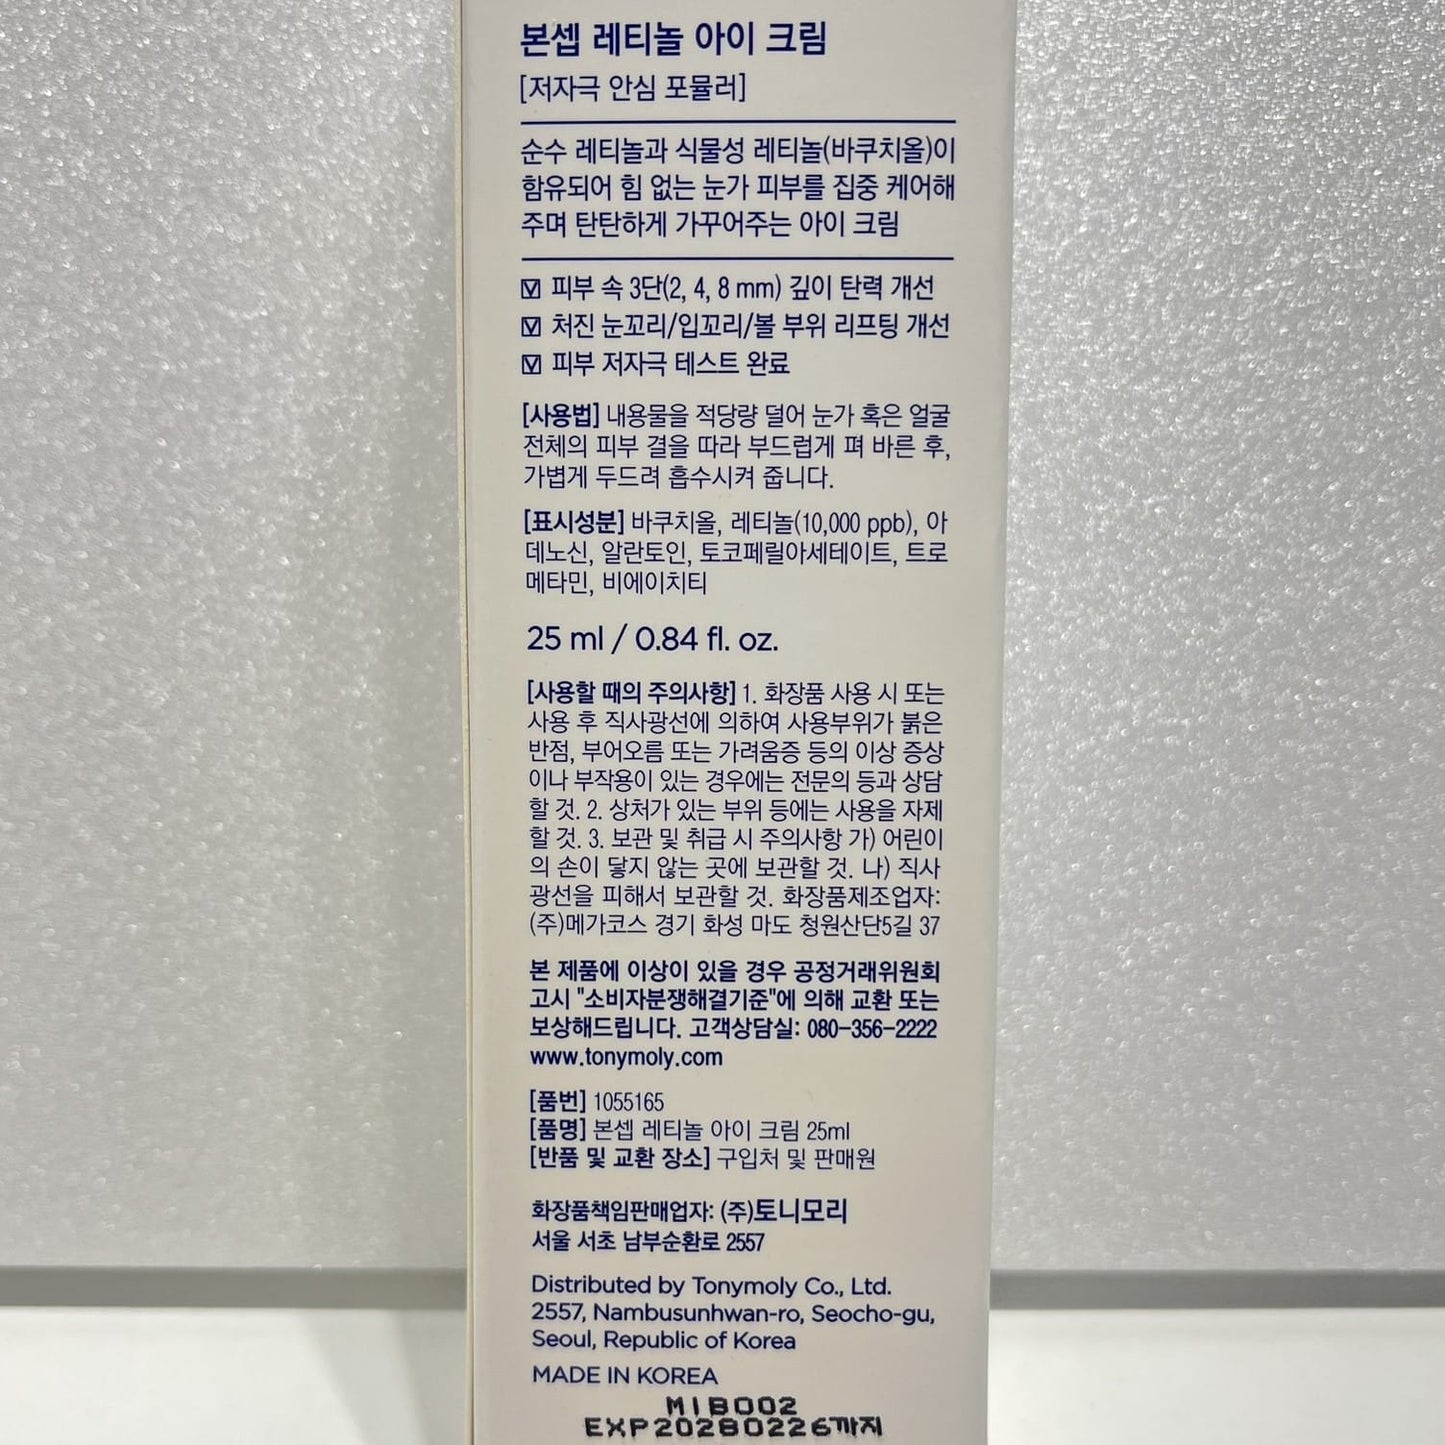 본셉 레티놀 아이 크림
[저자극 안심 포뮬러]
순수 레티놀과 식물성 레티놀(바쿠치올)이
함유되어 힘 없는 눈가 피부를 집중 케어해
주며 탄탄하게 가꾸어주는 아이 크림
☑ 피부 속 3단(2, 4, 8 mm) 깊이 탄력 개선
☑ 처진 눈꼬리/입꼬리/볼 부위 리프팅 개선
☑ 피부 저자극 테스트 완료
[사용법] 내용물을 적당량 덜어 눈가 혹은 얼굴
전체의 피부 결을 따라 부드럽게 펴 바른 후,
가볍게 두드려 흡수시켜 줍니다.
[표시성분] 바쿠치올, 레티놀(10,000 ppb), 아
데노신, 알란토인, 토코페릴아세테이트, 트로
메타민, 비에이치티
25 ml / 0.84 fl. oz.
[사용할 때의 주의사항] 1. 화장품 사용 시 또는
사용 후 직사광선에 의하여 사용부위가 붉은
반점, 부어오름 또는 가려움증 등의 이상 증상
이나 부작용이 있는 경우에는 전문의 등과 상담
할 것. 2. 상처가 있는 부위 등에는 사용을 자제
할 것. 3. 보관 및 취급 시 주의사항 가) 어린이
의 손이 닿지 않는 곳에 보관할 것. 나) 직사
광선을 피해서 보관할 것. 화장품제조업자:
(주)메가코스 경기 화성 마도 청원산단5길 37
본 제품에 이상이 있을 경우 공정거래위원회
고시 "소비자분쟁해결기준"에 의해 교환 또는
보상해드립니다. 고객상담실: 080-356-2222
www.tonymoly.com
[품번] 1055165
[품명] 본셉 레티놀 아이 크림 25ml
[반품 및 교환 장소] 구입처 및 판매원
화장품책임판매업자: (주)토니모리
서울 서초 남부순환로 2557
Distributed by Tonymoly Co., Ltd.
2557, Nambusunhwan-ro, Seocho-gu,
Seoul, Republic of Korea
MADE IN KOREA
MIB002
EXP20280226까지